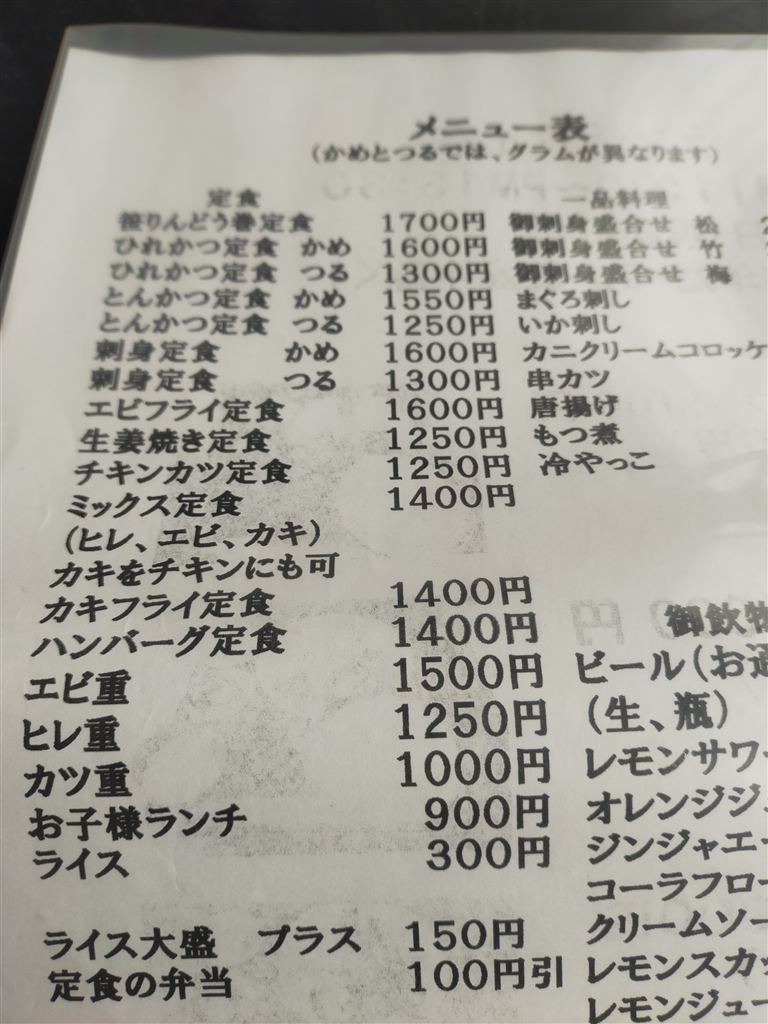 メニュー表
(かめとつるでは、グラムが異なります)
定食
笹りんどう巻定食 1700円
ひれかつ定食 かめ 1600円
ひれかつ定食 つる 1300円
とんかつ定食 かめ 1550円
とんかつ定食 つる 1250円
刺身定食 かめ 1600円
刺身定食 つる 1300円
エビフライ定食 1600円
生姜焼き定食 1250円
チキンカツ定食 1250円
ミックス定食 1400円
(ヒレ、エビ、カキ)
カキをチキンにも可
カキフライ定食 1400円
ハンバーグ定食 1400円
エビ重 1500円
ヒレ重 1250円
カツ重 1000円
お子様ランチ 900円
ライス 300円
ライス大盛 プラス 150円
定食の弁当 100円引
一品料理
御刺身盛合せ 松
御刺身盛合せ 竹
御刺身盛合せ 梅
まぐろ刺し
いか刺し
カニクリームコロッケ
串カツ
唐揚げ
もつ煮
冷やっこ
御飲物
ビール(お通
(生、瓶)
レモンサワー
オレンジジュ
ジンジャエー
コーラフロー
クリームソー
レモンスカッ
レモンジュー